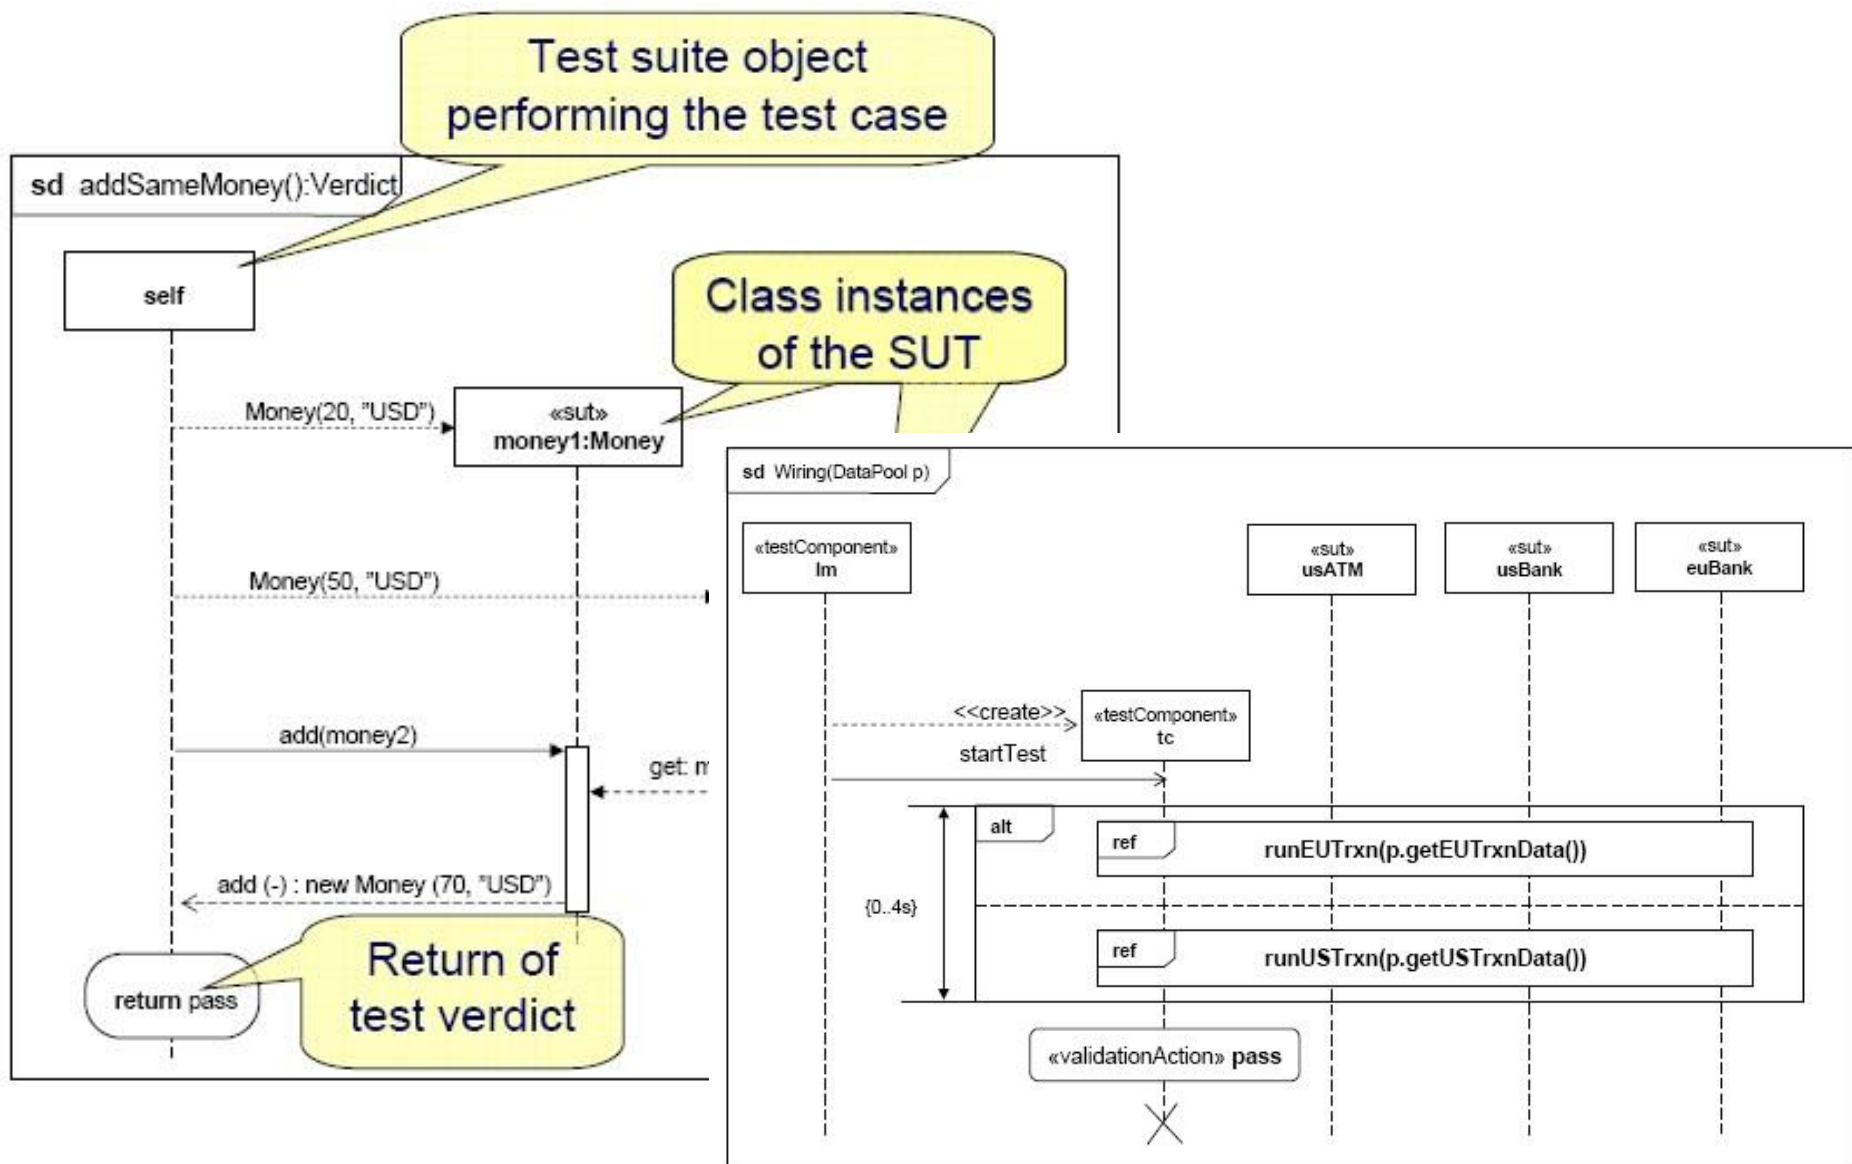 Test suite object
performing the test case
sd addSameMoney():Verdict
self
Class instances
of the SUT
Money(20, "USD")
«sut»
money1:Money
Money(50, "USD")
add(money2)
get: m
add (-) : new Money (70, "USD")
Return of
test verdict
return pass
sd Wiring(DataPool p)
«testComponent»
lm
«sut»
usATM
«sut»
usBank
«sut»
euBank
<<create>>
«testComponent»
tc
startTest
alt
ref
runEUTrxn(p.getEUTrxnData())
{0..4s}
ref
runUSTrxn(p.getUSTrxnData())
«validationAction» pass